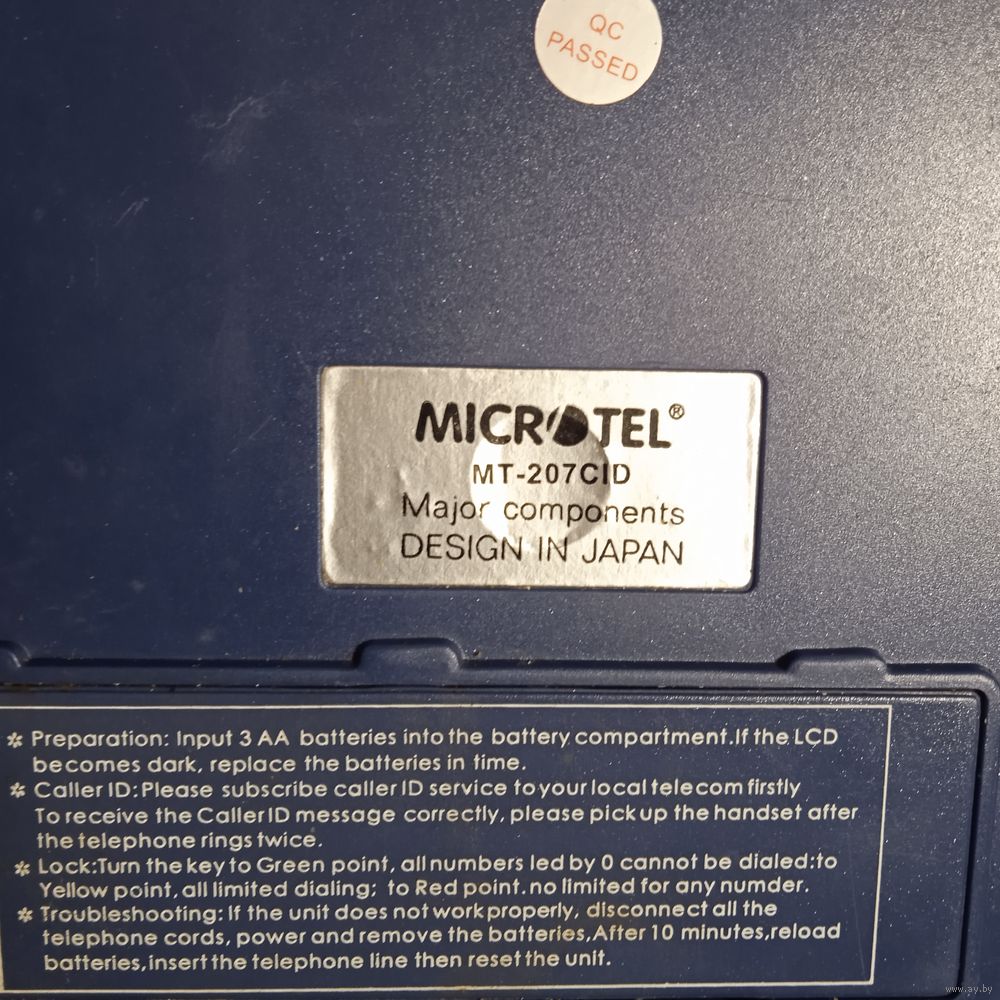 QC
PASSED
MICROTEL®
MT-207CID
Major components
DESIGN IN JAPAN
* Preparation: Input 3 AA batteries into the battery compartment.If the LCD
becomes dark, replace the batteries in time.
* Caller ID:Please subscribe caller ID service to your local telecom firstly
To receive the Caller ID message correctly, please pick up the handset after
the telephone rings twice.
* Lock:Turn the key to Green point, all numbers led by 0 cannot be dialed:to
Yellow point, all limited dialing; to Red point. no limited for any numder.
* Troubleshooting: If the unit does not work properly, disconnect all the
telephone cords, power and remove the batteries,After 10 minutes,reload
batteries,insert the telephone line then reset the unit.
www.ay.by